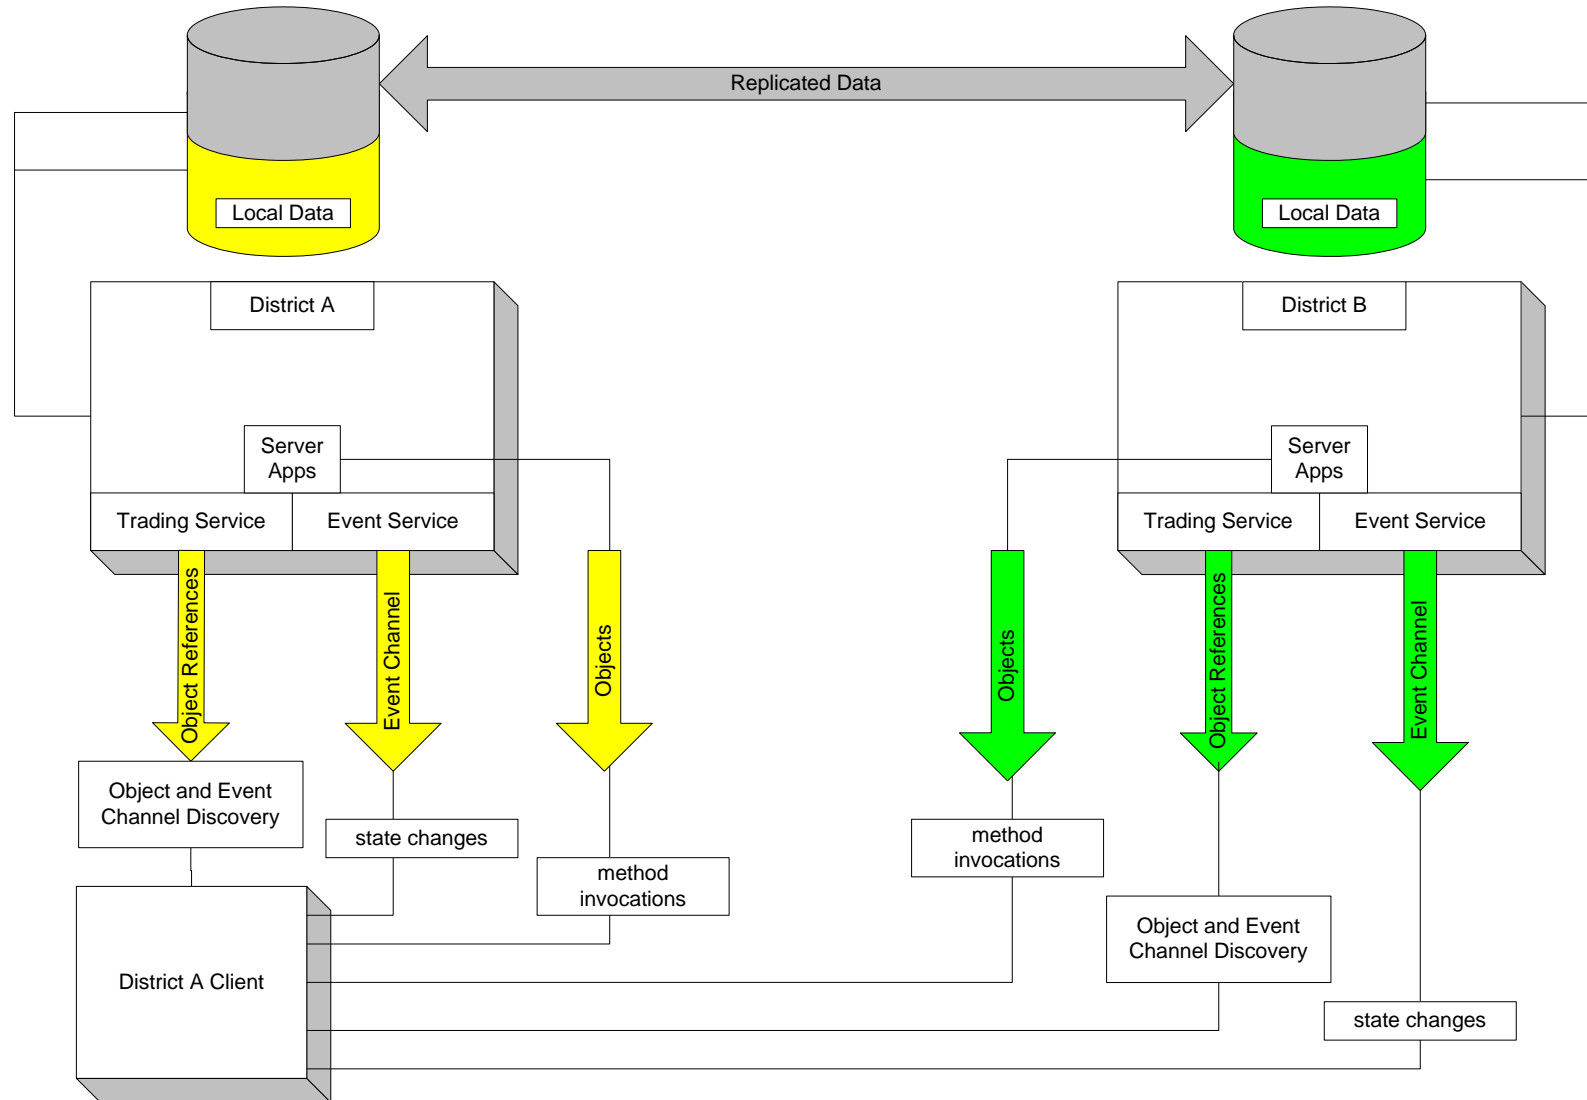 Replicated Data
Local Data
Local Data
District A
District B
Server
Apps
Server
Apps
Trading Service
Event Service
Trading Service
Event Service
Object References
Event Channel
Objects
Objects
Object References
Event Channel
Object and Event
Channel Discovery
state changes
method
invocations
method
invocations
Object and Event
Channel Discovery
District A Client
state changes